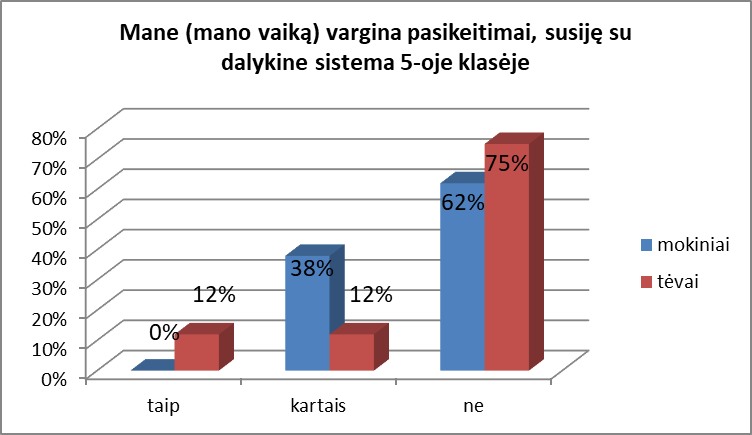 Mane (mano vaiką) vargina pasikeitimai, susiję su
dalykine sistema 5-oje klasėje
80%
70%
60%
50%
40%
30%
20%
10%
0%
0%
12%
38%
12%
62%
75%
taip
kartais
ne
mokiniai
tėvai